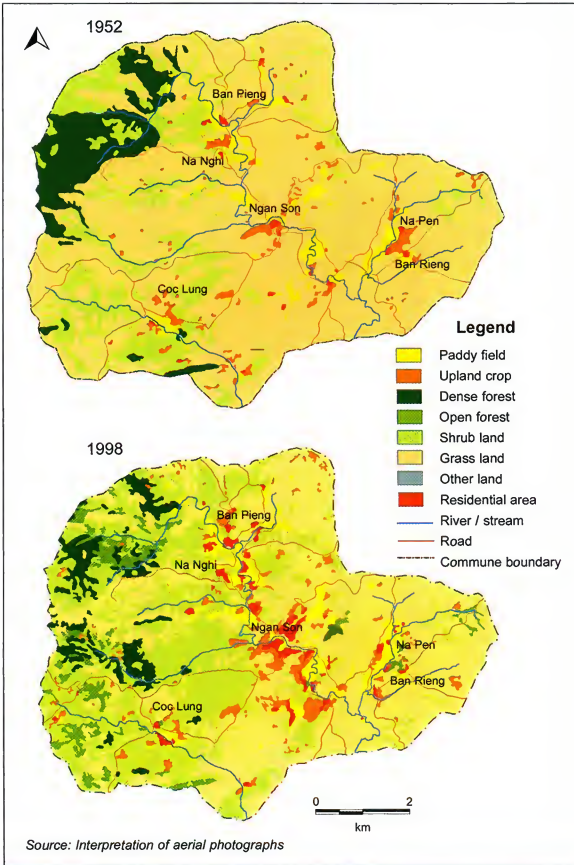 1952
Ban Pieng
Na Nghi
Ngan Son
Na Pen
Ban Rieng
Coc Lung
Legend
Paddy field
Upland crop
Dense forest
Open forest
Shrub land
Grass land
Other land
Residential area
River / stream
Road
Commune boundary
1998
Ban Pieng
Na Nghi
Ngan Son
Na Pen
Ban Rieng
Coc Lung
0 2
km
Source: Interpretation of aerial photographs